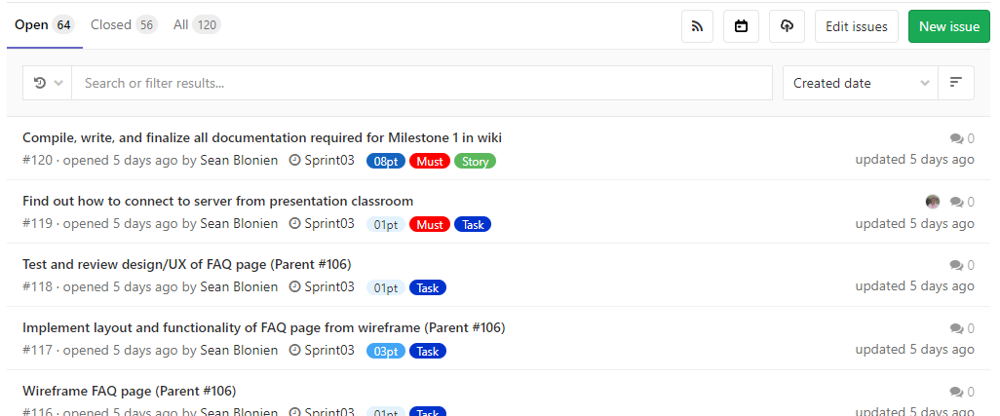 Open 64 Closed 56 All 120 Edit issues New issue
Search or filter results... Created date
Compile, write, and finalize all documentation required for Milestone 1 in wiki 0
#120 · opened 5 days ago by Sean Blonien Sprint03 08pt Must Story updated 5 days ago
Find out how to connect to server from presentation classroom 0
#119 · opened 5 days ago by Sean Blonien Sprint03 01pt Must Task updated 5 days ago
Test and review design/UX of FAQ page (Parent #106) 0
#118 · opened 5 days ago by Sean Blonien Sprint03 01pt Task updated 5 days ago
Implement layout and functionality of FAQ page from wireframe (Parent #106) 0
#117 · opened 5 days ago by Sean Blonien Sprint03 03pt Task updated 5 days ago
Wireframe FAQ page (Parent #106) 0
#116 · opened 5 days ago by Sean Blonien Sprint03 01pt Task updated 5 days ago